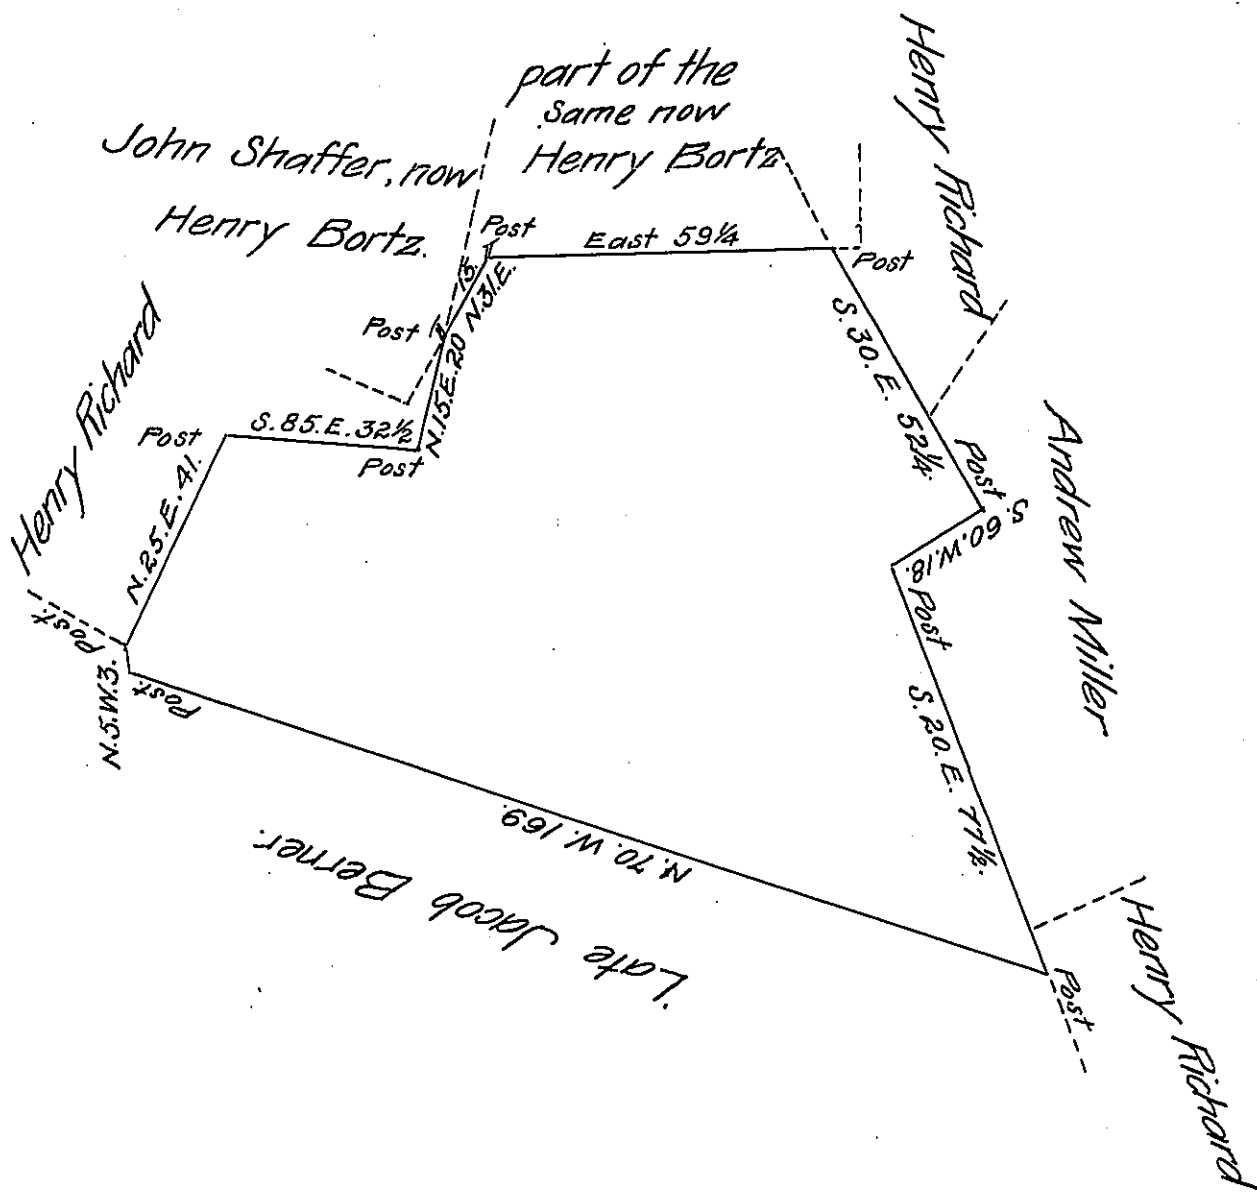 part of the
same now
Henry Bortz
John Shaffer, now
Henry Bortz.
Henry Richard
Post
East 59¼
Post
15.
N.31.E.
Post
N.15.E.20
S.30.E. 52¼.
Henry Richard
S.85.E.32½
Post
Post
N.25.E.41.
Post
S.60.W.18.
Andrew Miller
Post
Post.
N.5.W.3.
Post.
S.20.E. 77½.
N.70.W.169.
Late Jacob Berner.
Post
Henry Richard